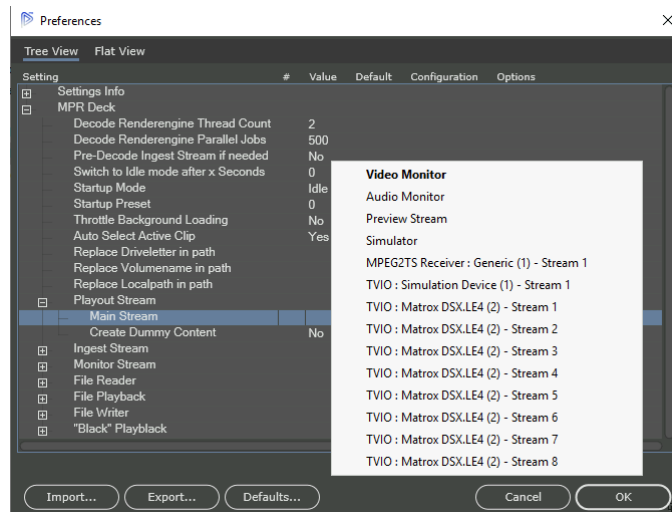 Preferences
Tree View Flat View
Setting # Value Default Configuration Options
Settings Info
MPR Deck
Decode Renderengine Thread Count 2
Decode Renderengine Parallel Jobs 500
Pre-Decode Ingest Stream if needed No
Switch to Idle mode after x Seconds 0
Startup Mode Idle
Startup Preset 0
Throttle Background Loading No
Auto Select Active Clip Yes
Replace Driveletter in path
Replace Volumename in path
Replace Localpath in path
Playout Stream
Main Stream
Create Dummy Content No
Ingest Stream
Monitor Stream
File Reader
File Playback
File Writer
"Black" Playblack
Video Monitor
Audio Monitor
Preview Stream
Simulator
MPEG2TS Receiver : Generic (1) - Stream 1
TVIO : Simulation Device (1) - Stream 1
TVIO : Matrox DSX.LE4 (2) - Stream 1
TVIO : Matrox DSX.LE4 (2) - Stream 2
TVIO : Matrox DSX.LE4 (2) - Stream 3
TVIO : Matrox DSX.LE4 (2) - Stream 4
TVIO : Matrox DSX.LE4 (2) - Stream 5
TVIO : Matrox DSX.LE4 (2) - Stream 6
TVIO : Matrox DSX.LE4 (2) - Stream 7
TVIO : Matrox DSX.LE4 (2) - Stream 8
Import... Export... Defaults... Cancel OK